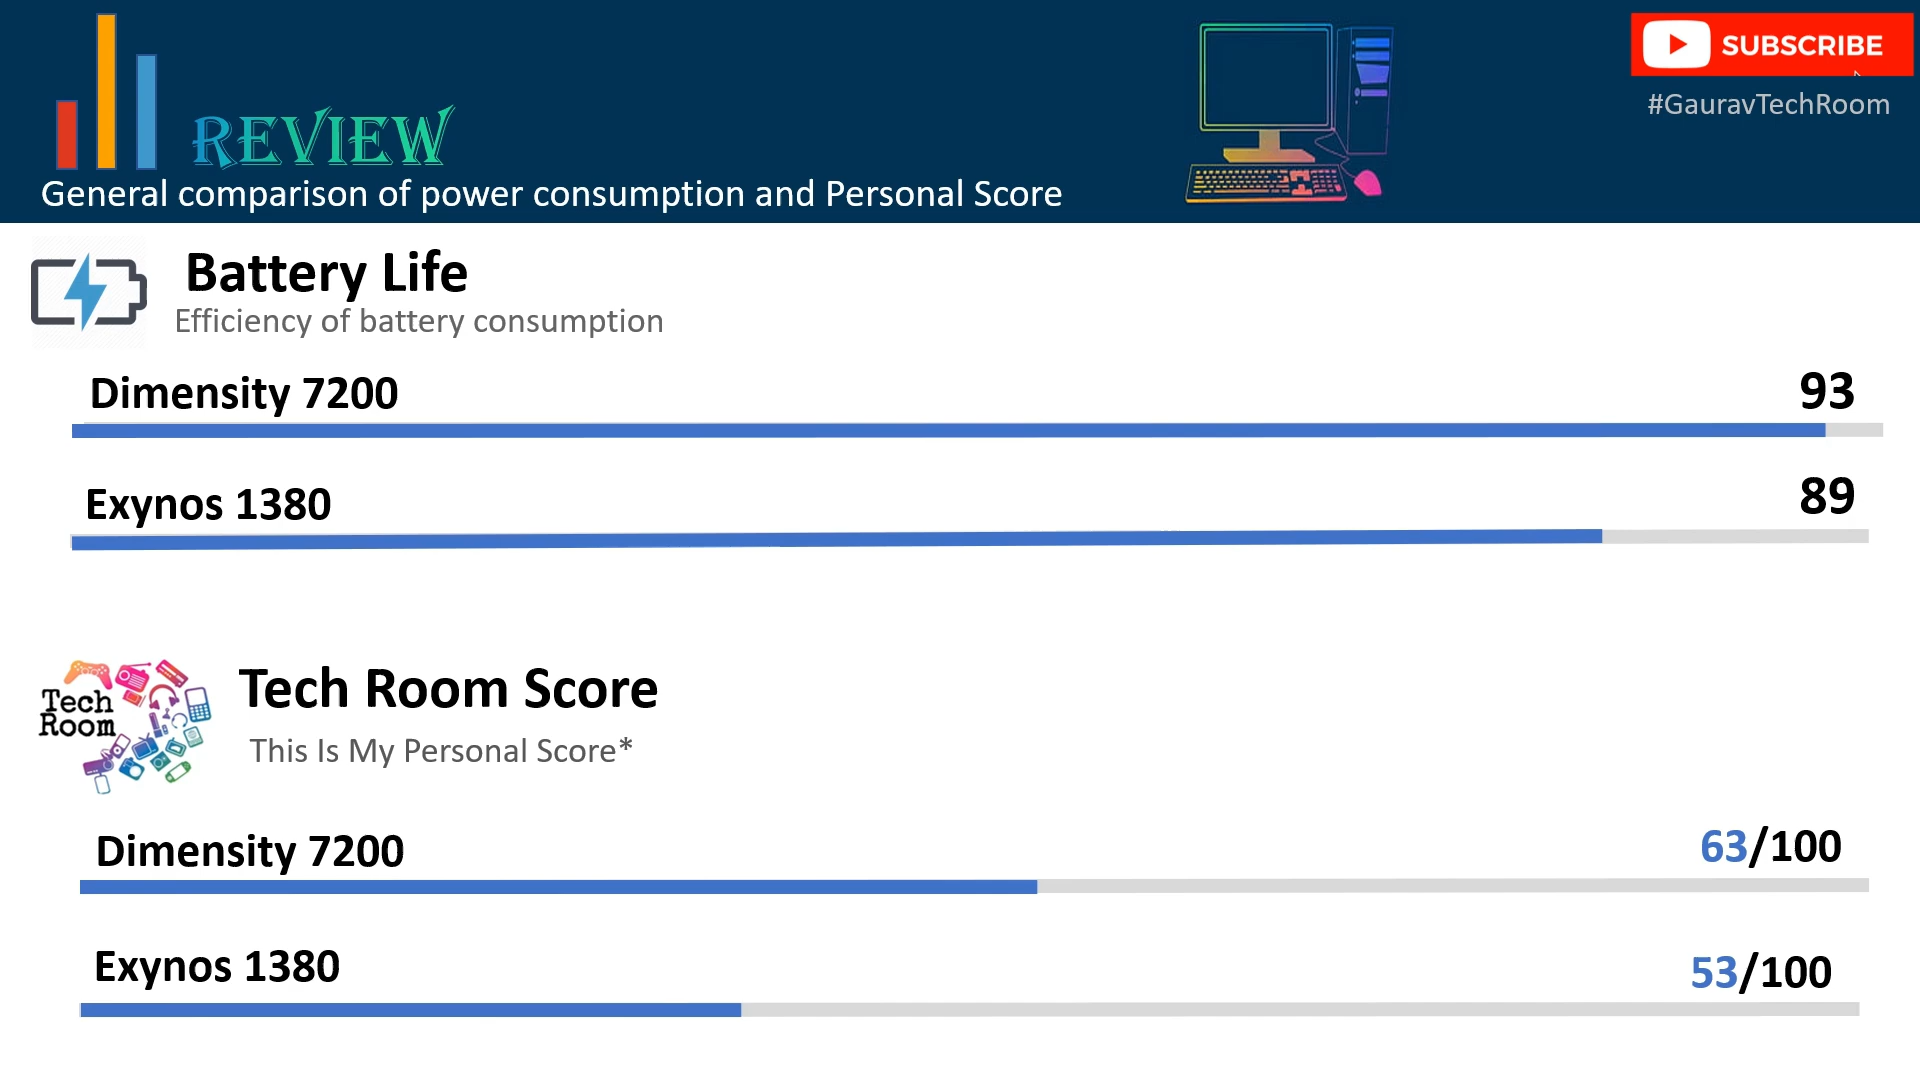 SUBSCRIBE
#GauravTechRoom
REVIEW
General comparison of power consumption and Personal Score
Battery Life
Efficiency of battery consumption
Dimensity 7200
93
Exynos 1380
89
Tech
Room
Tech Room Score
This Is My Personal Score*
Dimensity 7200
63/100
Exynos 1380
53/100